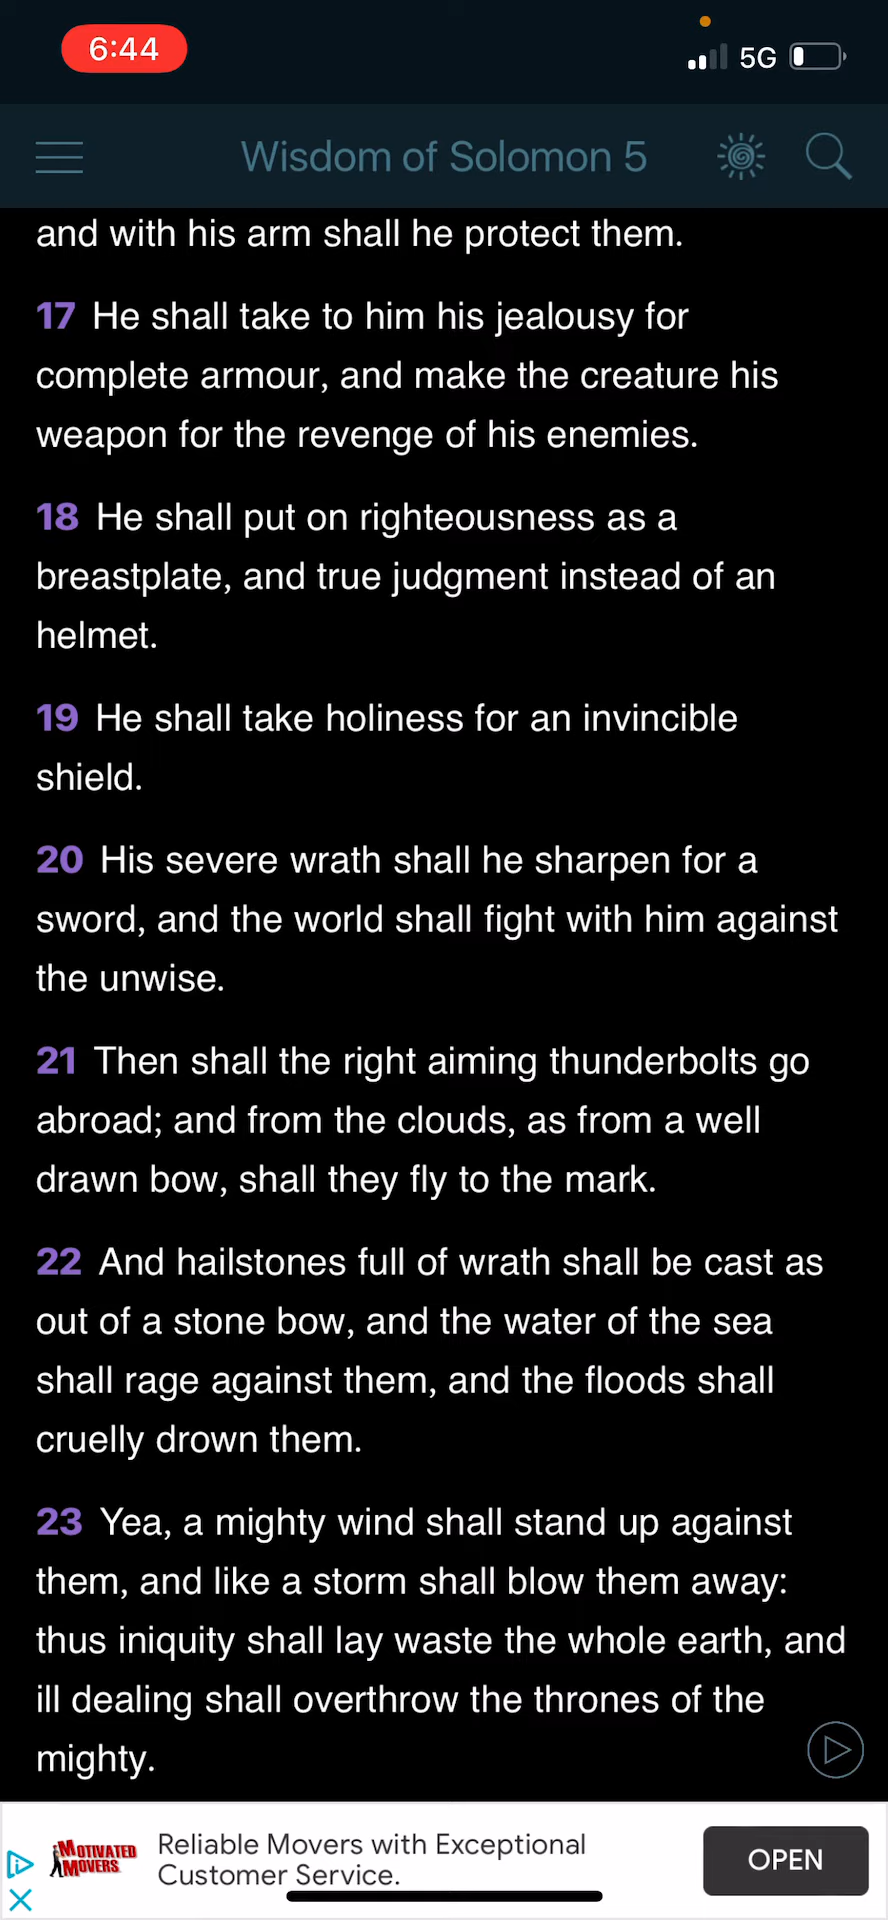 6:44
5G
Wisdom of Solomon 5
and with his arm shall he protect them.
17 He shall take to him his jealousy for
complete armour, and make the creature his
weapon for the revenge of his enemies.
18 He shall put on righteousness as a
breastplate, and true judgment instead of an
helmet.
19 He shall take holiness for an invincible
shield.
20 His severe wrath shall he sharpen for a
sword, and the world shall fight with him against
the unwise.
21 Then shall the right aiming thunderbolts go
abroad; and from the clouds, as from a well
drawn bow, shall they fly to the mark.
22 And hailstones full of wrath shall be cast as
out of a stone bow, and the water of the sea
shall rage against them, and the floods shall
cruelly drown them.
23 Yea, a mighty wind shall stand up against
them, and like a storm shall blow them away:
thus iniquity shall lay waste the whole earth, and
ill dealing shall overthrow the thrones of the
mighty.
MOTIVATED
MOVERS
Reliable Movers with Exceptional
Customer Service.
OPEN